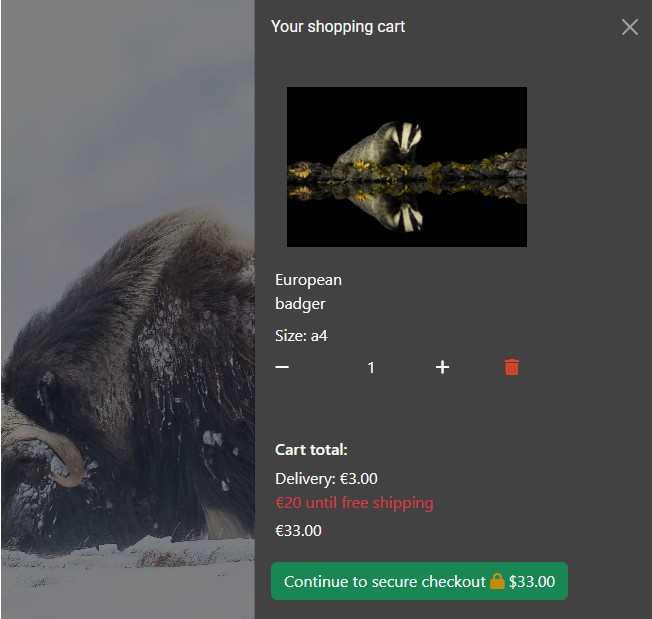 Your shopping cart
European
badger
Size: a4
1
Cart total:
Delivery: €3.00
€20 until free shipping
€33.00
Continue to secure checkout $33.00